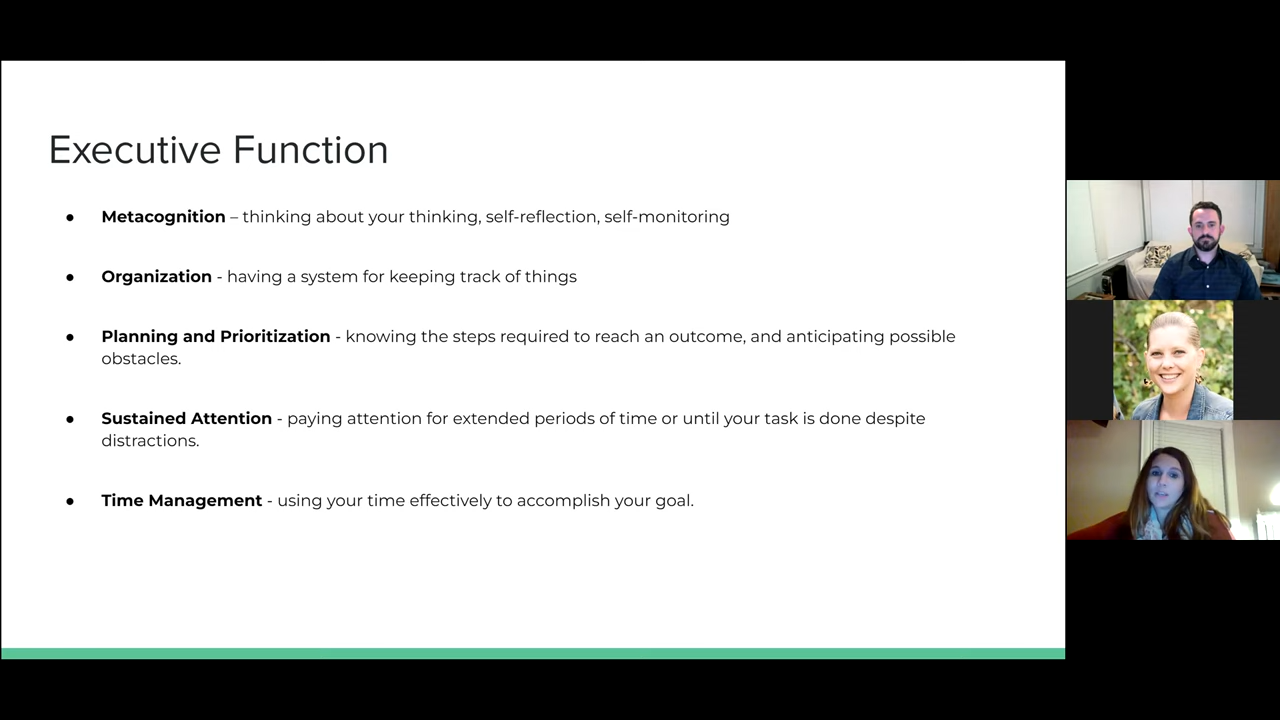 Executive Function
● Metacognition – thinking about your thinking, self-reflection, self-monitoring
● Organization - having a system for keeping track of things
● Planning and Prioritization - knowing the steps required to reach an outcome, and anticipating possible
obstacles.
● Sustained Attention - paying attention for extended periods of time or until your task is done despite
distractions.
● Time Management - using your time effectively to accomplish your goal.